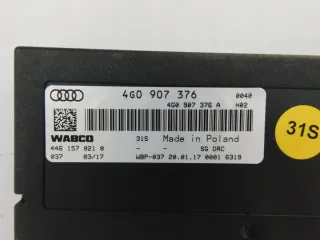 4G0 907 376 0040
4G0 907 376 A H02
WABCO 31S Made in Poland
446 157 021 0 - - SG DRC
037 03/17 WBP-037 20.01.17 0001 6319
31S